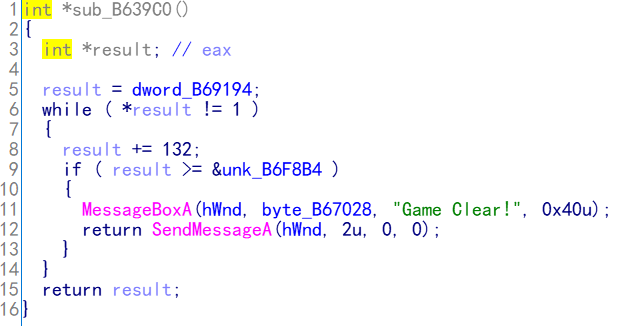 1 int *sub_B639C0()
2 {
3   int *result; // eax
4
5   result = dword_B69194;
6   while ( *result != 1 )
7   {
8     result += 132;
9     if ( result >= &unk_B6F8B4 )
10     {
11       MessageBoxA(hWnd, byte_B67028, "Game Clear!", 0x40u);
12       return SendMessageA(hWnd, 2u, 0, 0);
13     }
14   }
15   return result;
16 }